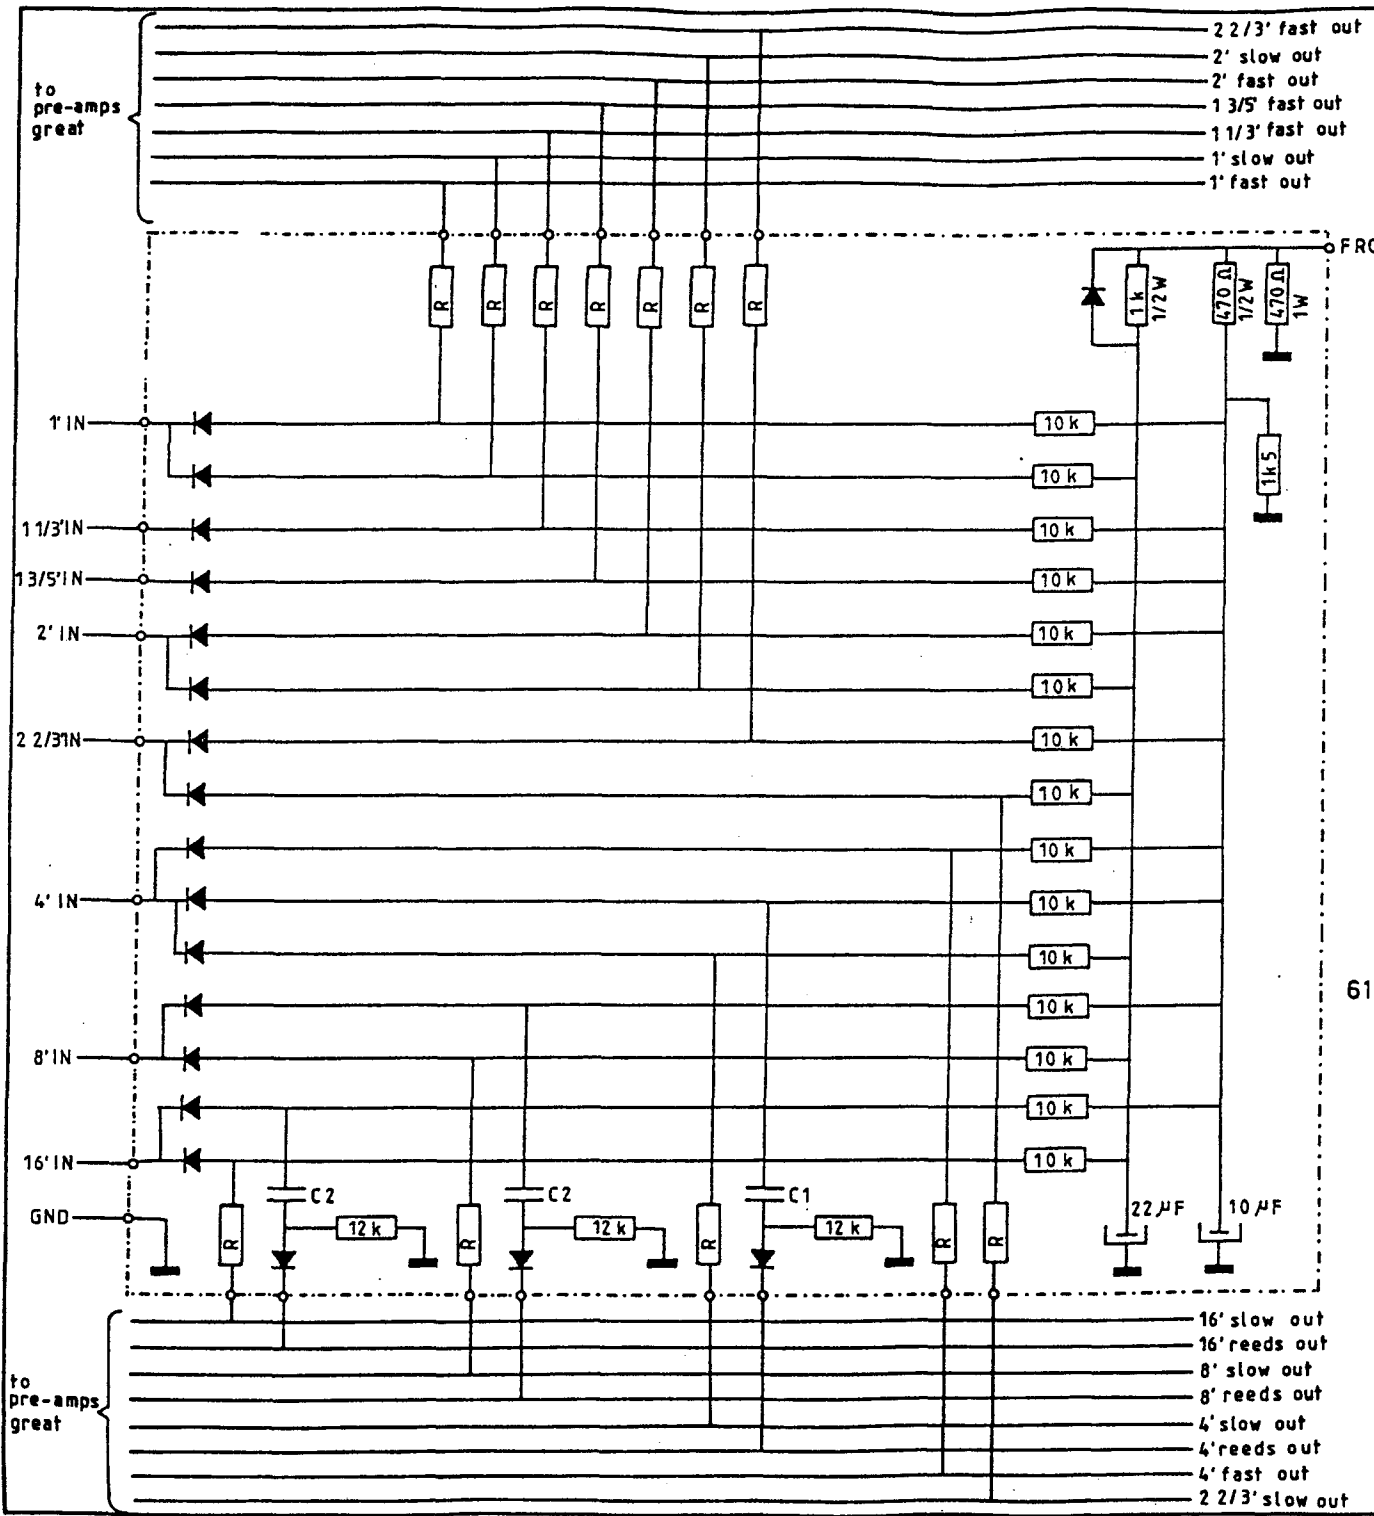 2 2/3' fast out
2' slow out
2' fast out
1 3/5' fast out
1 1/3' fast out
1' slow out
1' fast out
to
pre-amps
great
FRO
R
R
R
R
R
R
R
1 k
1/2 W
470 Ω
1/2 W
470 Ω
1 W
1k5
1' IN
10 k
10 k
1 1/3' IN
10 k
1 3/5' IN
10 k
2' IN
10 k
10 k
2 2/3' IN
10 k
10 k
10 k
4' IN
10 k
10 k
10 k
61
8' IN
10 k
10 k
16' IN
10 k
GND
R
C2
12 k
R
C2
12 k
R
C1
12 k
R
R
22 µF
10 µF
16' slow out
16' reeds out
8' slow out
8' reeds out
4' slow out
4' reeds out
4' fast out
2 2/3' slow out
to
pre-amps
great